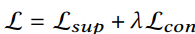 ℒ = ℒ_sup + λℒ_con